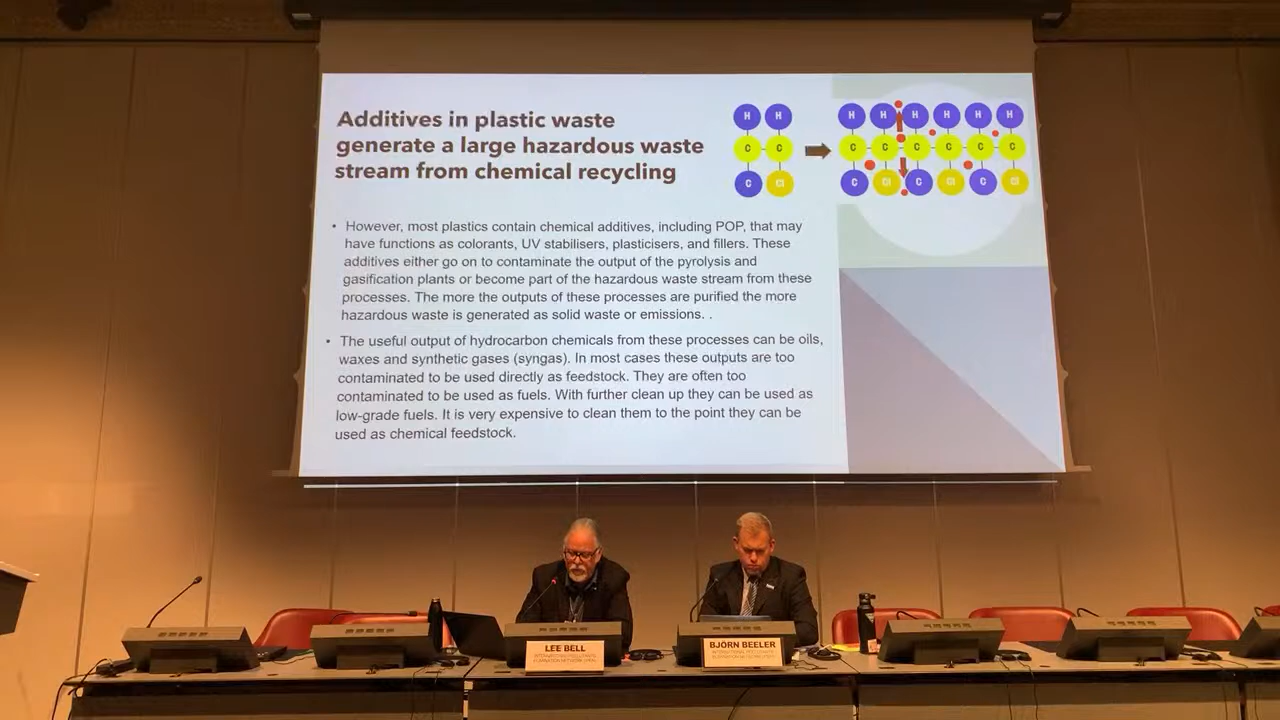 Additives in plastic waste
generate a large hazardous waste
stream from chemical recycling
H H
C C
C Cl
H H H H H H
C C C C C C
C Cl C Cl C Cl
• However, most plastics contain chemical additives, including POP, that may
have functions as colorants, UV stabilisers, plasticisers, and fillers. These
additives either go on to contaminate the output of the pyrolysis and
gasification plants or become part of the hazardous waste stream from these
processes. The more the outputs of these processes are purified the more
hazardous waste is generated as solid waste or emissions. .
• The useful output of hydrocarbon chemicals from these processes can be oils,
waxes and synthetic gases (syngas). In most cases these outputs are too
contaminated to be used directly as feedstock. They are often too
contaminated to be used as fuels. With further clean up they can be used as
low-grade fuels. It is very expensive to clean them to the point they can be
used as chemical feedstock.
LEE BELL
BJÖRN BEELER
INTERNATIONAL POLLUTANTS